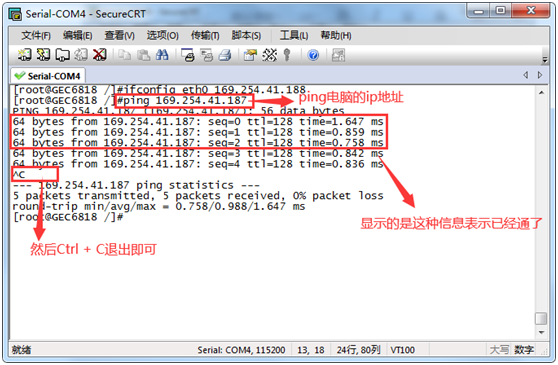 Serial-COM4 - SecureCRT
文件(F) 编辑(E) 查看(V) 选项(O) 传输(T) 脚本(S) 工具(L) 帮助(H)
Serial-COM4
[root@GEC6818 /]#ifconfig eth0 169.254.41.188
[root@GEC6818 /]#ping 169.254.41.187
ping电脑的ip地址
PING 169.254.41.187 (169.254.41.187): 56 data bytes
64 bytes from 169.254.41.187: seq=0 ttl=128 time=1.647 ms
64 bytes from 169.254.41.187: seq=1 ttl=128 time=0.859 ms
64 bytes from 169.254.41.187: seq=2 ttl=128 time=0.758 ms
64 bytes from 169.254.41.187: seq=3 ttl=128 time=0.842 ms
64 bytes from 169.254.41.187: seq=4 ttl=128 time=0.836 ms
^C
--- 169.254.41.187 ping statistics ---
5 packets transmitted, 5 packets received, 0% packet loss
round-trip min/avg/max = 0.758/0.988/1.647 ms
[root@GEC6818 /]#
显示的是这种信息表示已经通了
然后Ctrl + C退出即可
就绪 Serial: COM4, 115200 13, 18 24行, 80列 VT100 大写 数字